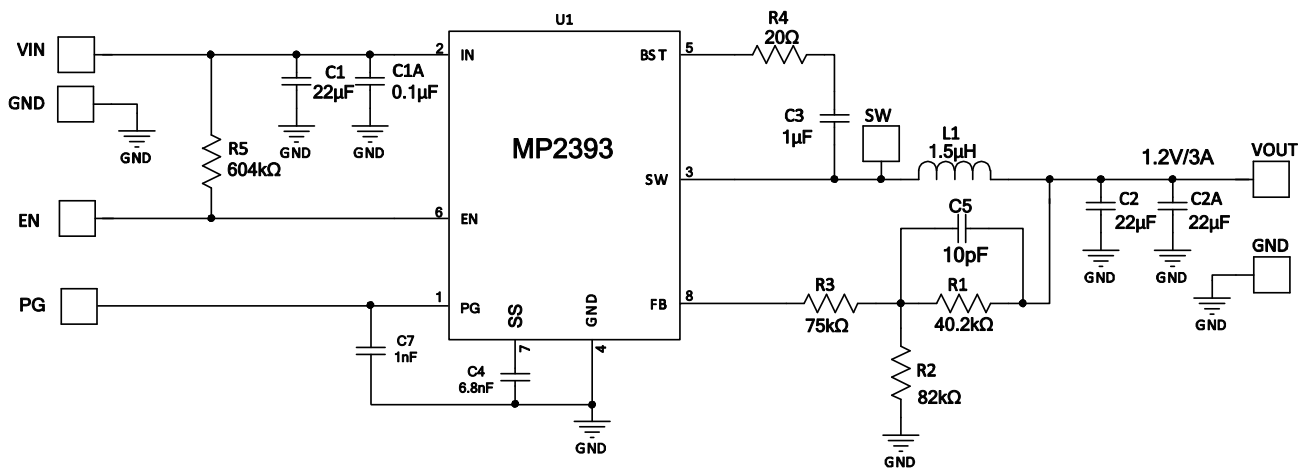 U1
VIN
2
IN
C1
22µF
C1A
0.1µF
GND
GND
GND
GND
R5
604kΩ
EN
6
EN
PG
1
PG
C7
1nF
SS
7
C4
6.8nF
GND
4
GND
MP2393
BST
5
R4
20Ω
C3
1µF
SW
SW
3
L1
1.5µH
1.2V/3A
VOUT
C2
22µF
C2A
22µF
GND
GND
GND
GND
C5
10pF
FB
8
R3
75kΩ
R1
40.2kΩ
R2
82kΩ
GND